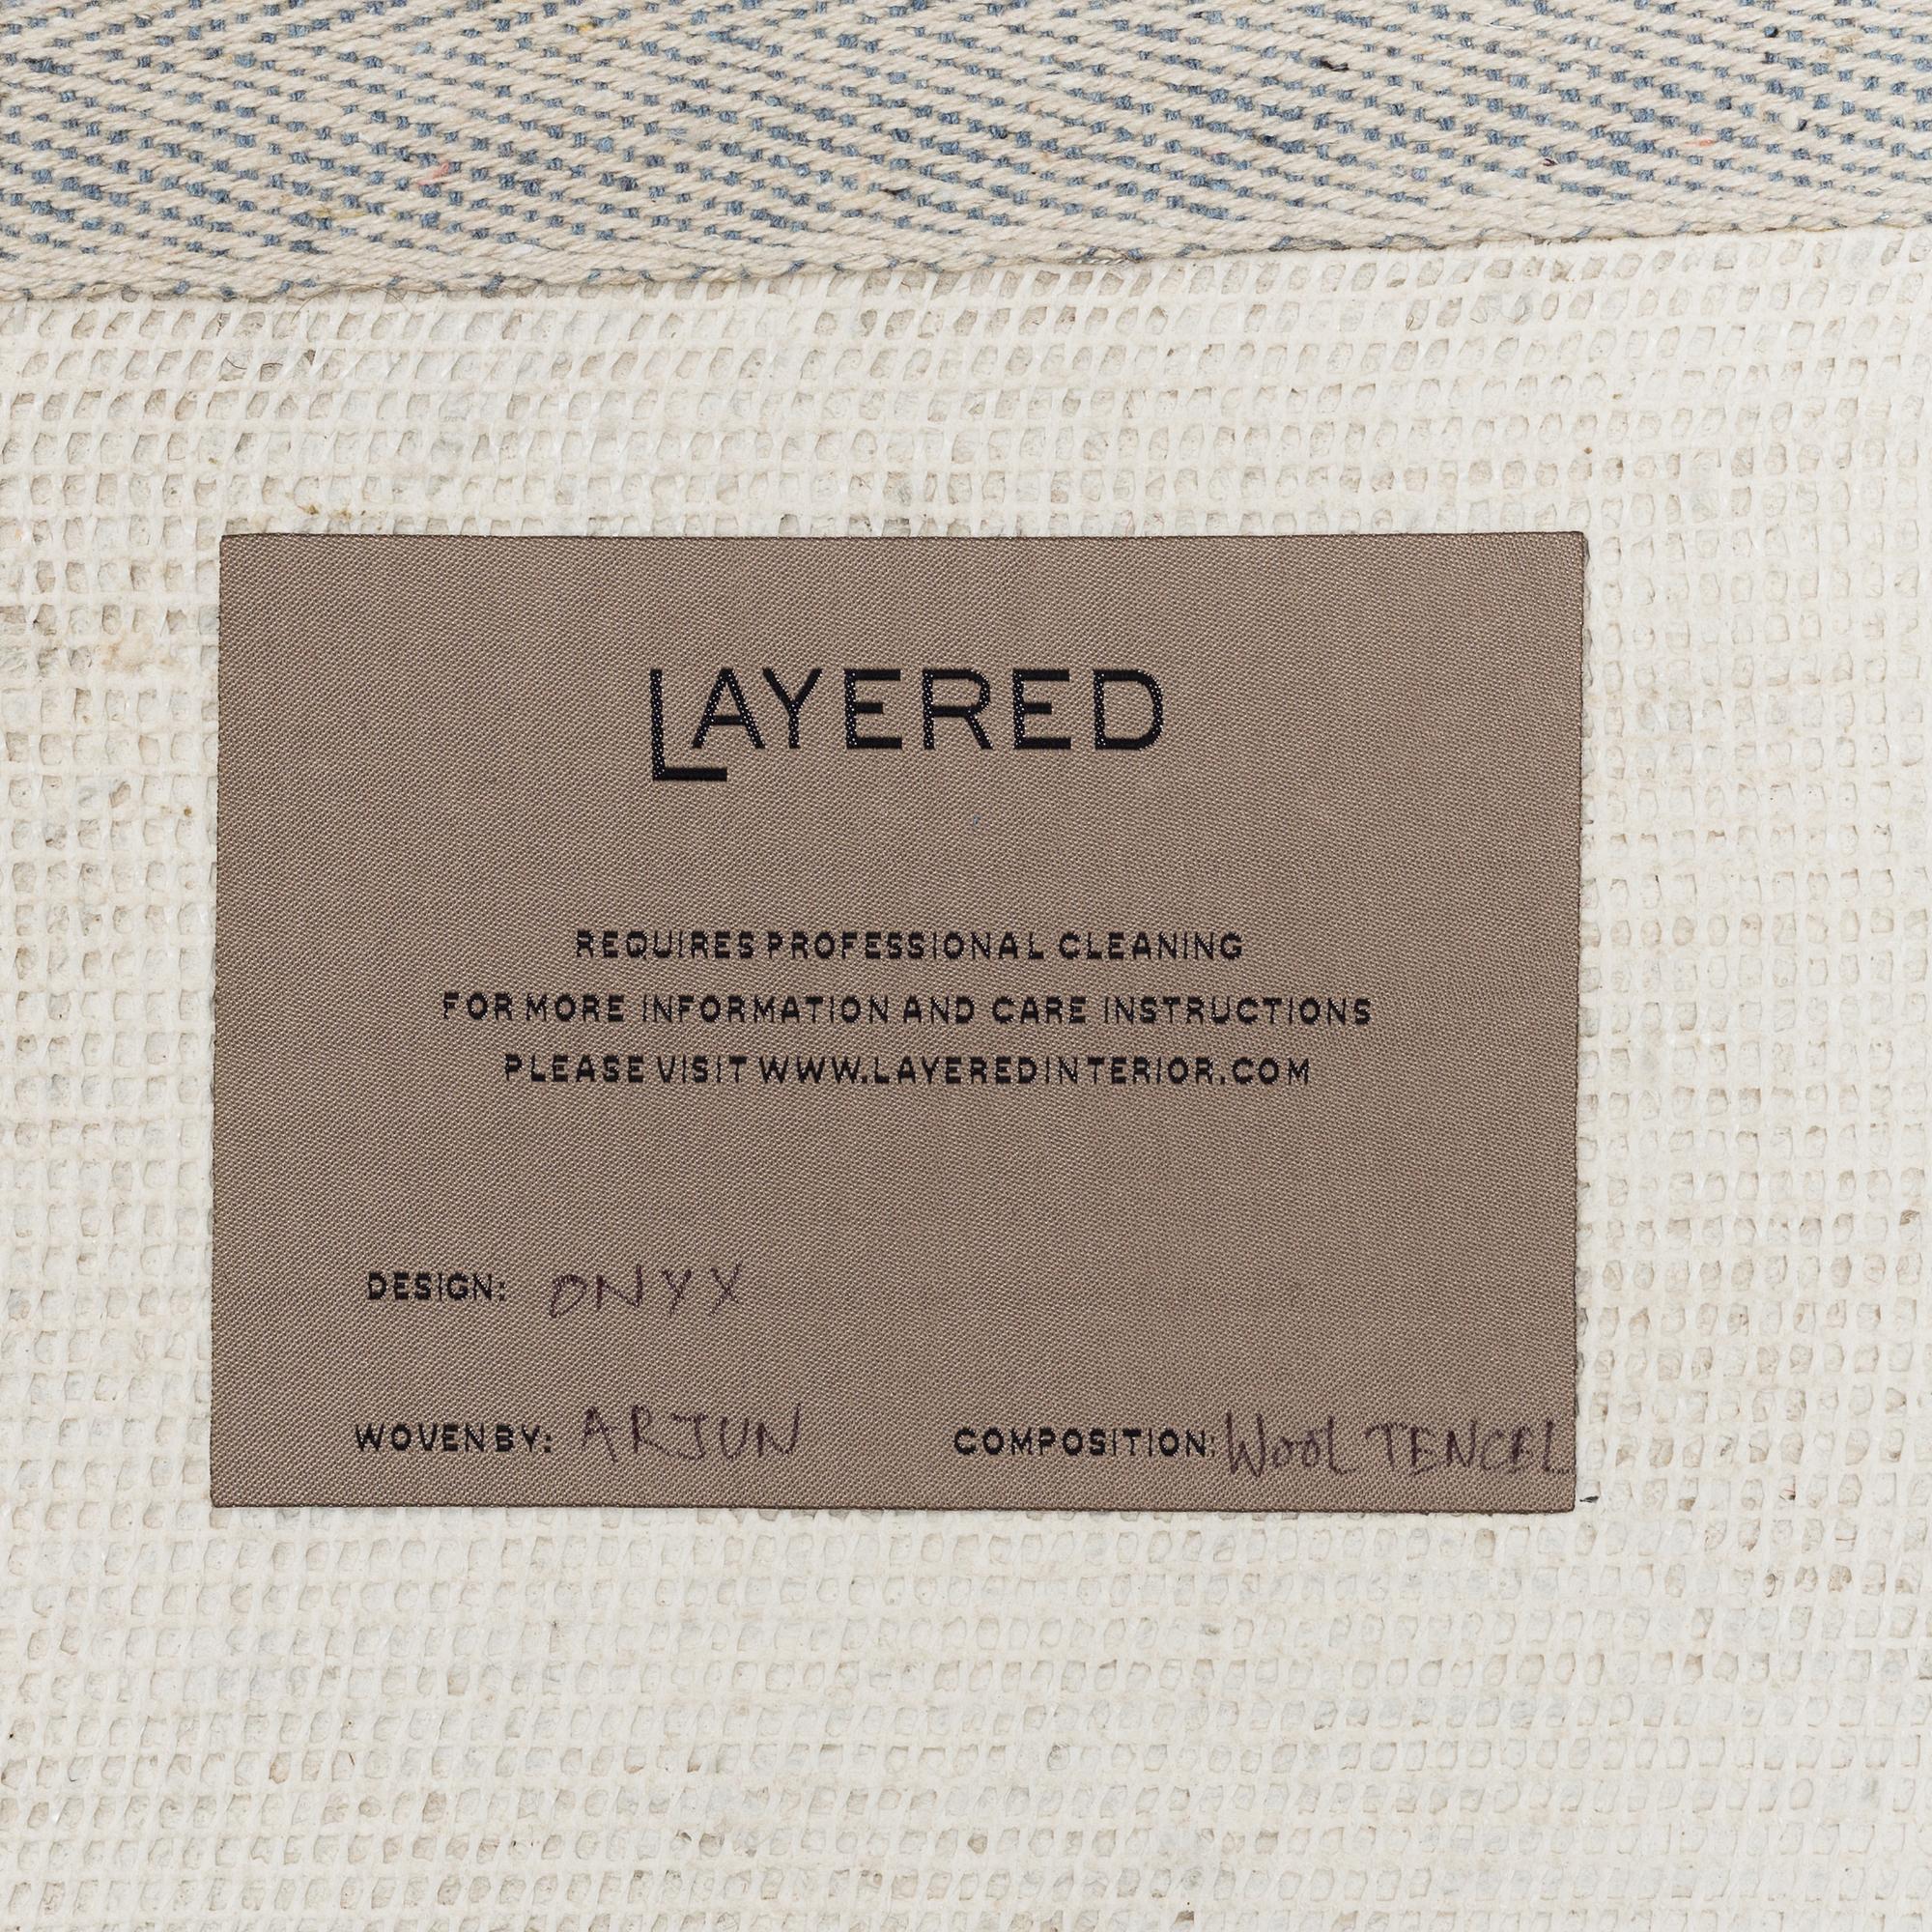 LAYERED
REQUIRES PROFESSIONAL CLEANING
FOR MORE INFORMATION AND CARE INSTRUCTIONS
PLEASE VISIT WWW.LAYEREDINTERIOR.COM
DESIGN: ONYX
WOVEN BY: ARJUN COMPOSITION: Wool TENCEL